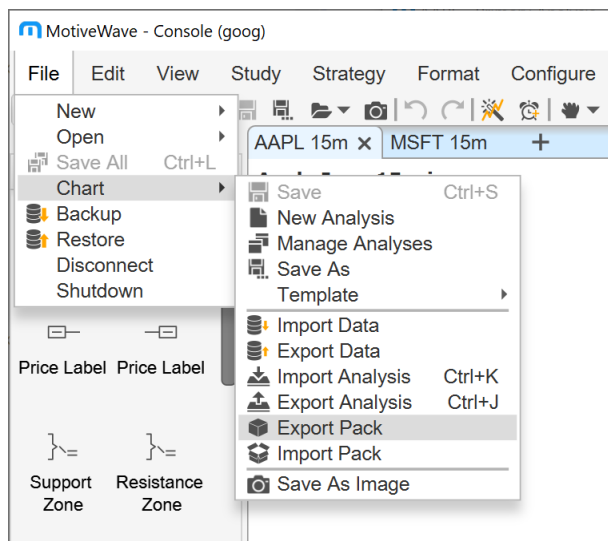 MotiveWave - Console (goog)
File Edit View Study Strategy Format Configure
New
Open
Save All Ctrl+L
Chart
Backup
Restore
Disconnect
Shutdown
AAPL 15m MSFT 15m
Save Ctrl+S
New Analysis
Manage Analyses
Save As
Template
Import Data
Export Data
Import Analysis Ctrl+K
Export Analysis Ctrl+J
Export Pack
Import Pack
Save As Image
Price Label Price Label
Support Zone
Resistance Zone